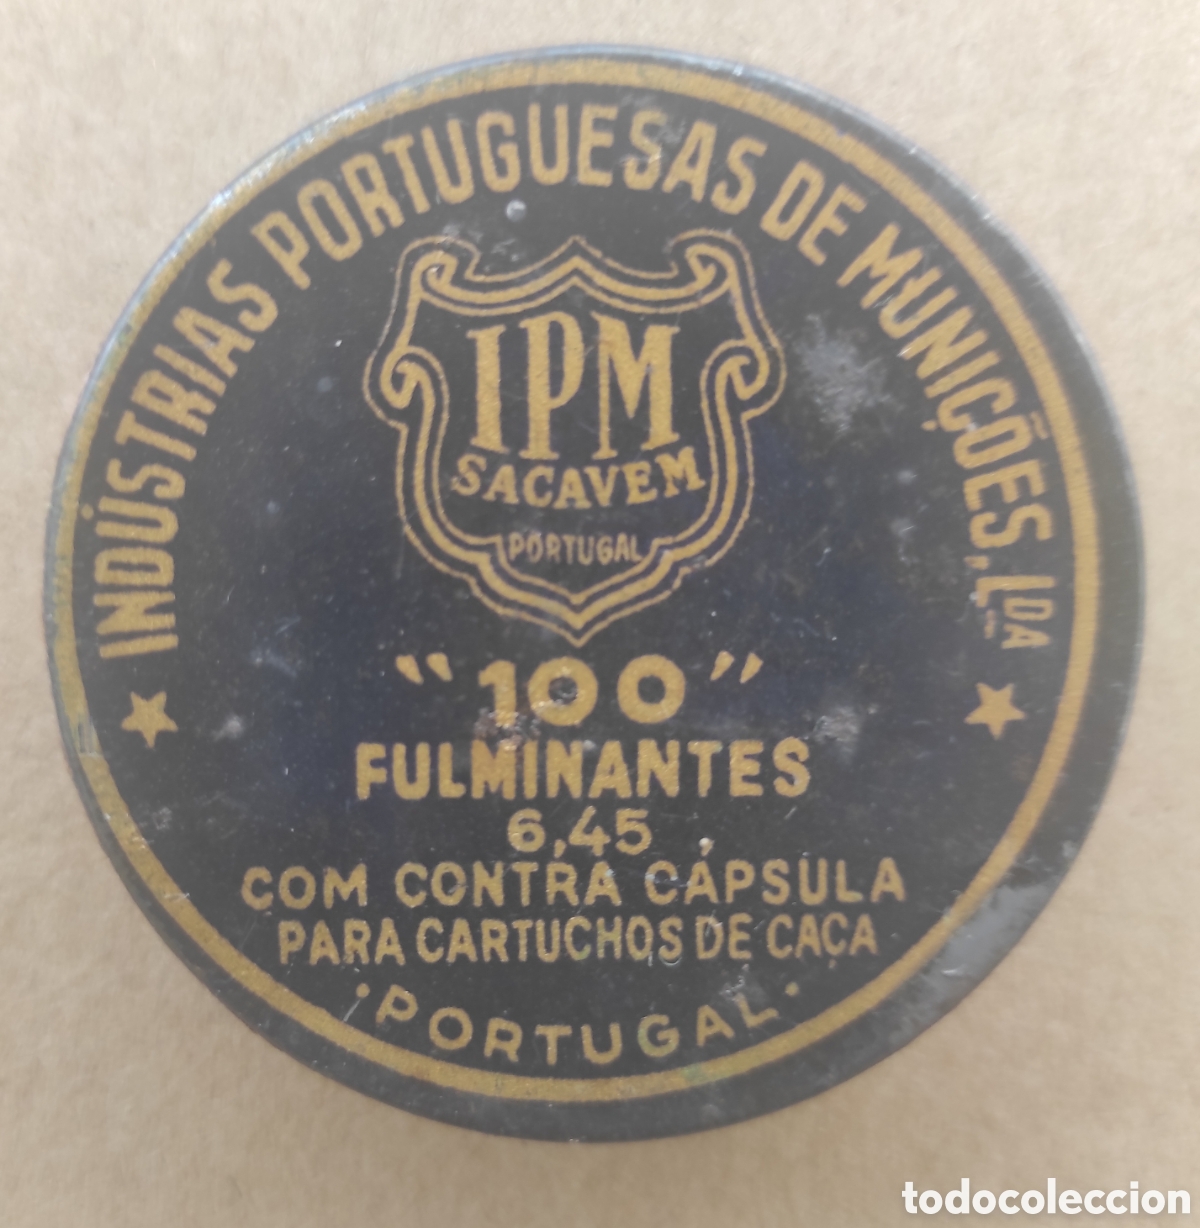 INDÚSTRIAS PORTUGUESAS DE MUNIÇÕES, LDA
IPM
SACAVEM
PORTUGAL
"100"
FULMINANTES
6,45
COM CONTRA CÁPSULA
PARA CARTUCHOS DE CAÇA
·PORTUGAL·
todocoleccion